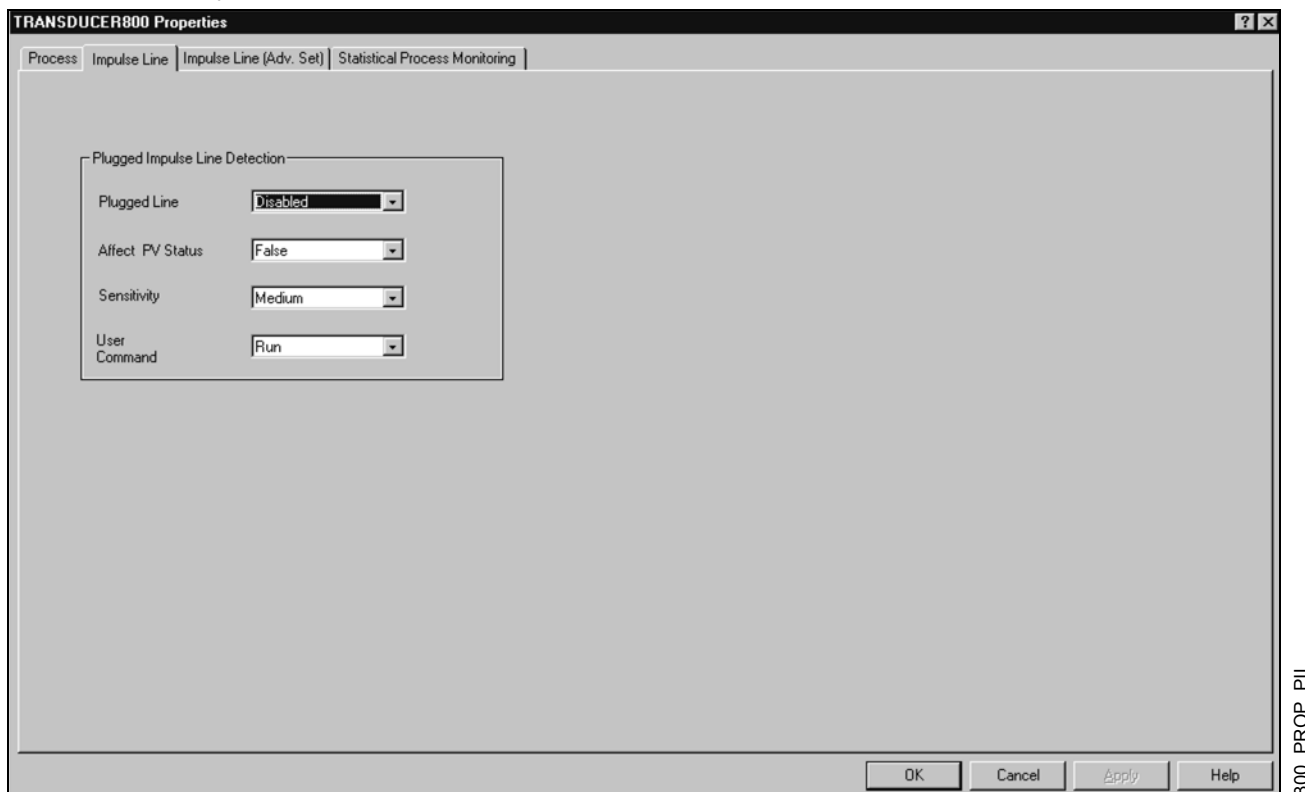 TRANSDUCER800 Properties
Process Impulse Line Impulse Line (Adv. Set) Statistical Process Monitoring
Plugged Impulse Line Detection
Plugged Line Disabled
Affect PV Status False
Sensitivity Medium
User
Command Run
OK Cancel Apply Help
800_PROP_PIL